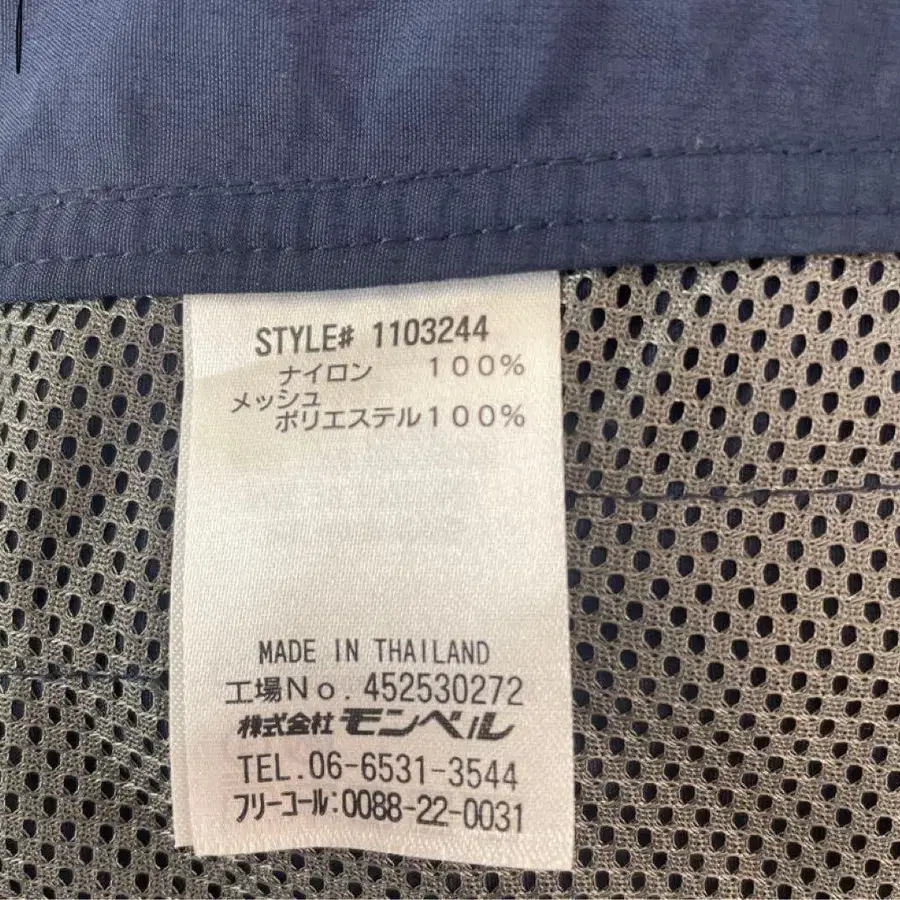 STYLE# 1103244
ナイロン 100%
メッシュ
ポリエステル100%
MADE IN THAILAND
工場No. 452530272
株式会社 モンベル
TEL.06-6531-3544
フリーコール:0088-22-0031